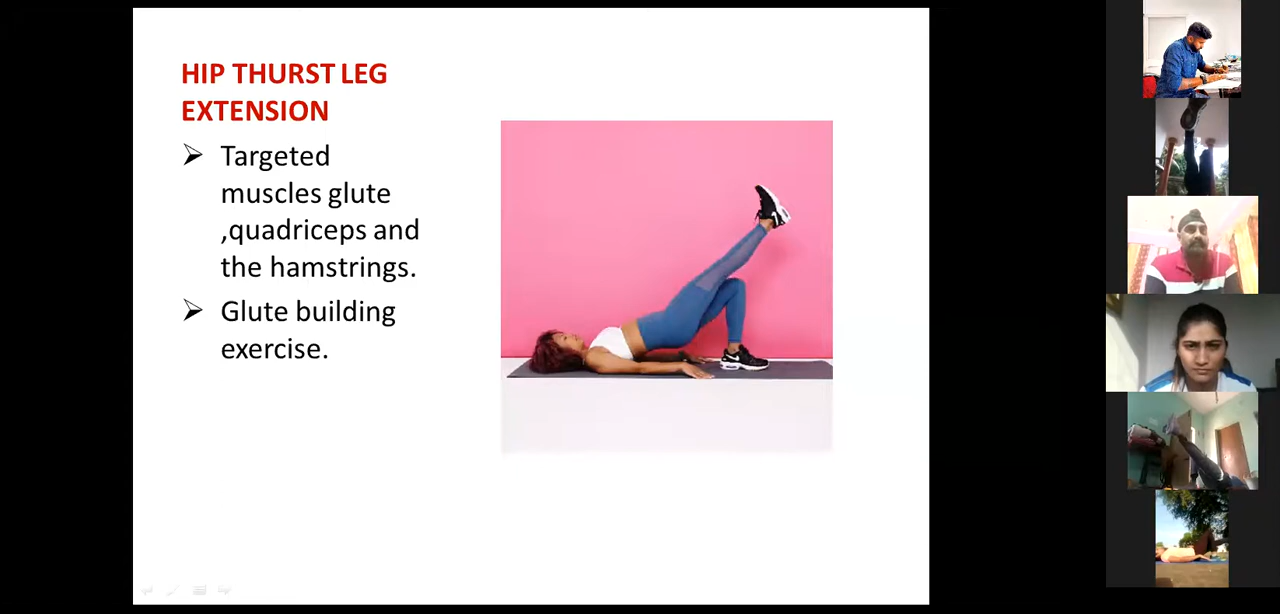 HIP THURST LEG
EXTENSION
Targeted
muscles glute
,quadriceps and
the hamstrings.
Glute building
exercise.